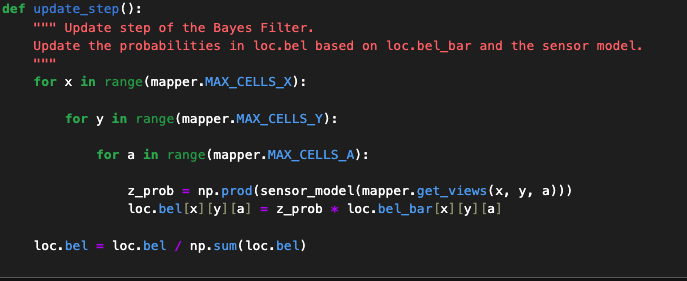 def update_step():
    """ Update step of the Bayes Filter.
    Update the probabilities in loc.bel based on loc.bel_bar and the sensor model.
    """
    for x in range(mapper.MAX_CELLS_X):
        for y in range(mapper.MAX_CELLS_Y):
            for a in range(mapper.MAX_CELLS_A):
                z_prob = np.prod(sensor_model(mapper.get_views(x, y, a)))
                loc.bel[x][y][a] = z_prob * loc.bel_bar[x][y][a]
    loc.bel = loc.bel / np.sum(loc.bel)